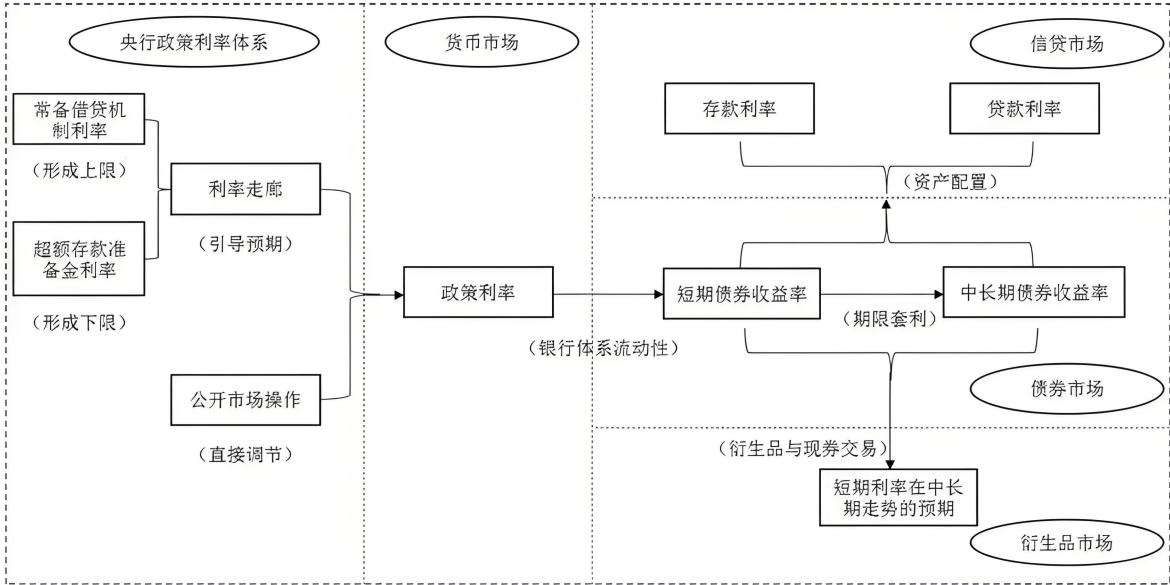 央行政策利率体系
货币市场
信贷市场
常备借贷机
制利率
（形成上限）
存款利率
贷款利率
利率走廊
（引导预期）
（资产配置）
超额存款准
备金利率
（形成下限）
政策利率
短期债券收益率
中长期债券收益率
（期限套利）
（银行体系流动性）
公开市场操作
（直接调节）
债券市场
（衍生品与现券交易）
短期利率在中长
期走势的预期
衍生品市场